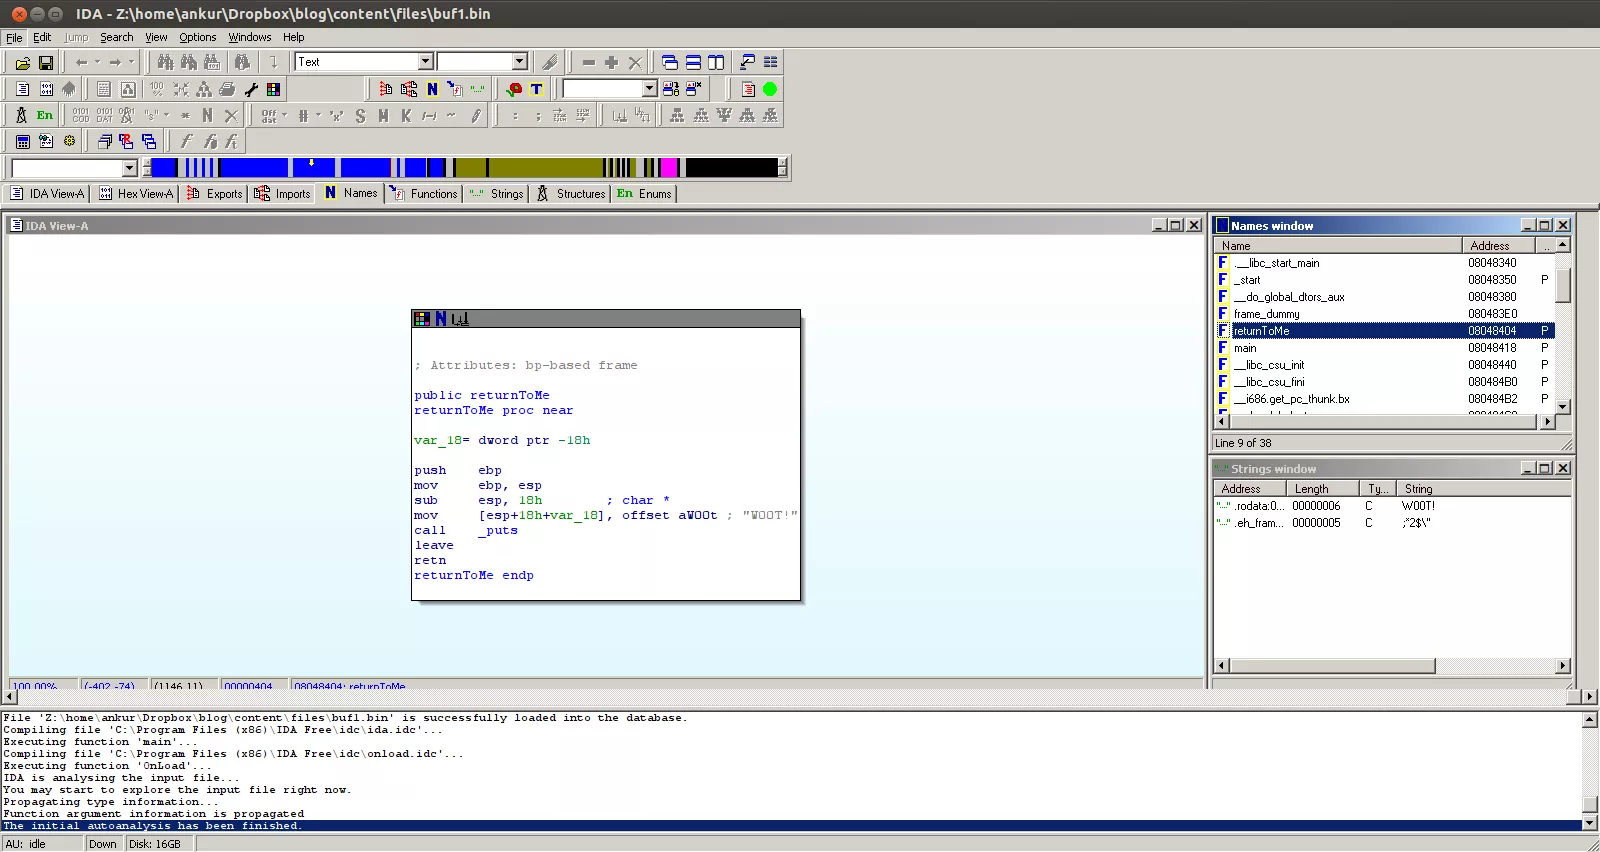 IDA - Z:\home\ankur\Dropbox\blog\content\files\buf1.bin
File Edit Jump Search View Options Windows Help
Text
En
IDA View-A Hex View-A Exports Imports N Names Functions Strings Structures En Enums
IDA View-A
; Attributes: bp-based frame
public returnToMe
returnToMe proc near
var_18= dword ptr -18h
push ebp
mov ebp, esp
sub esp, 18h ; char *
mov [esp+18h+var_18], offset aW00t ; "W00T!"
call _puts
leave
retn
returnToMe endp
100.00% (-402,-74) (1146,11) 00000404 08048404: returnToMe
Names window
Name Address ..
F .__libc_start_main 08048340
F _start 08048350 P
F __do_global_dtors_aux 08048380
F frame_dummy 080483E0
F returnToMe 08048404 P
F main 08048418 P
F __libc_csu_init 08048440 P
F __libc_csu_fini 080484B0 P
F __i686.get_pc_thunk.bx 080484B2 P
Line 9 of 38
Strings window
Address Length Ty... String
.rodata:0... 00000006 C W00T!
.eh_fram... 00000005 C ;*2$\"
File 'Z:\home\ankur\Dropbox\blog\content\files\buf1.bin' is successfully loaded into the database.
Compiling file 'C:\Program Files (x86)\IDA Free\idc\ida.idc'...
Executing function 'main'...
Compiling file 'C:\Program Files (x86)\IDA Free\idc\onload.idc'...
Executing function 'OnLoad'...
IDA is analysing the input file...
You may start to explore the input file right now.
Propagating type information...
Function argument information is propagated
The initial autoanalysis has been finished.
AU: idle Down Disk: 16GB